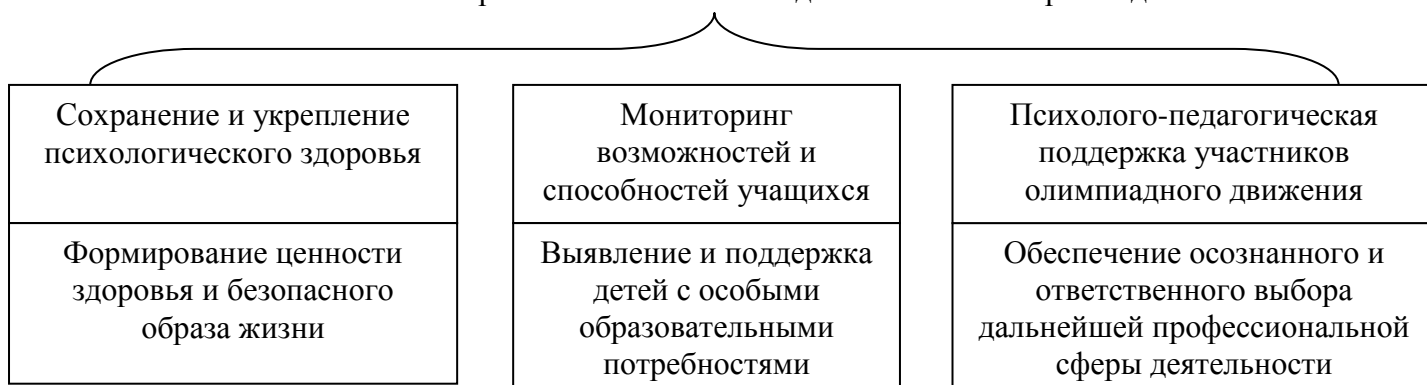 Сохранение и укрепление
психологического здоровья
Мониторинг
возможностей и
способностей учащихся
Психолого-педагогическая
поддержка участников
олимпиадного движения
Формирование ценности
здоровья и безопасного
образа жизни
Выявление и поддержка
детей с особыми
образовательными
потребностями
Обеспечение осознанного и
ответственного выбора
дальнейшей профессиональной
сферы деятельности